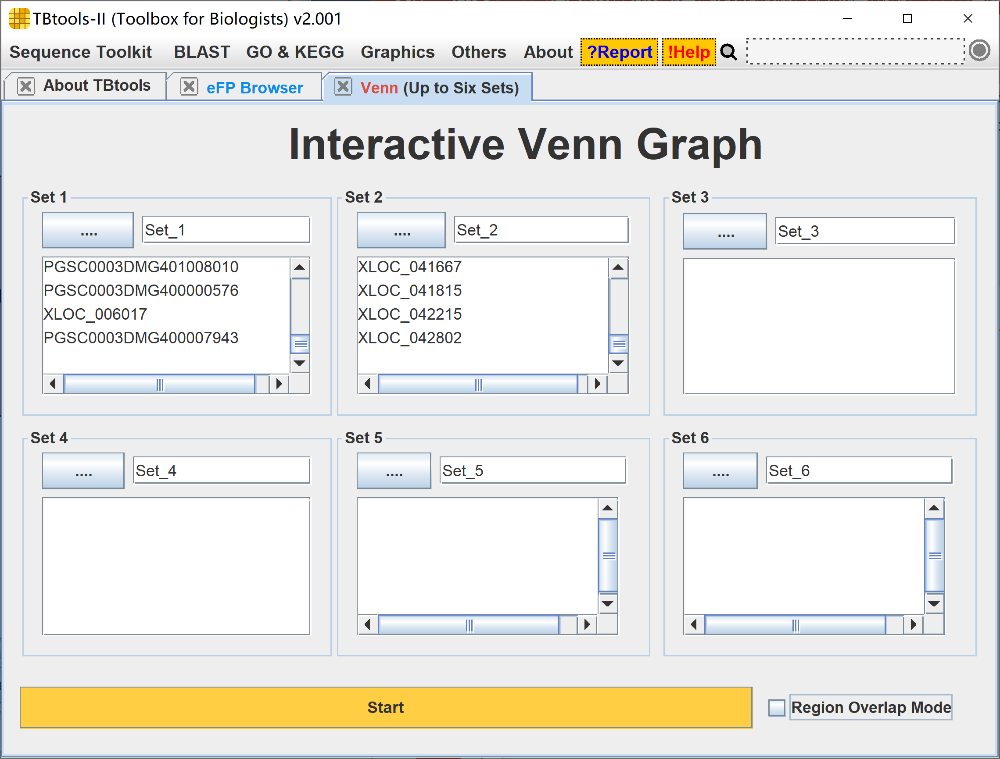 TBtools-II (Toolbox for Biologists) v2.001
Sequence Toolkit BLAST GO & KEGG Graphics Others About ?Report !Help
About TBtools eFP Browser Venn (Up to Six Sets)
Interactive Venn Graph
Set 1
.... Set_1
PGSC0003DMG401008010
PGSC0003DMG400000576
XLOC_006017
PGSC0003DMG400007943
Set 2
.... Set_2
XLOC_041667
XLOC_041815
XLOC_042215
XLOC_042802
Set 3
.... Set_3
Set 4
.... Set_4
Set 5
.... Set_5
Set 6
.... Set_6
Start
Region Overlap Mode